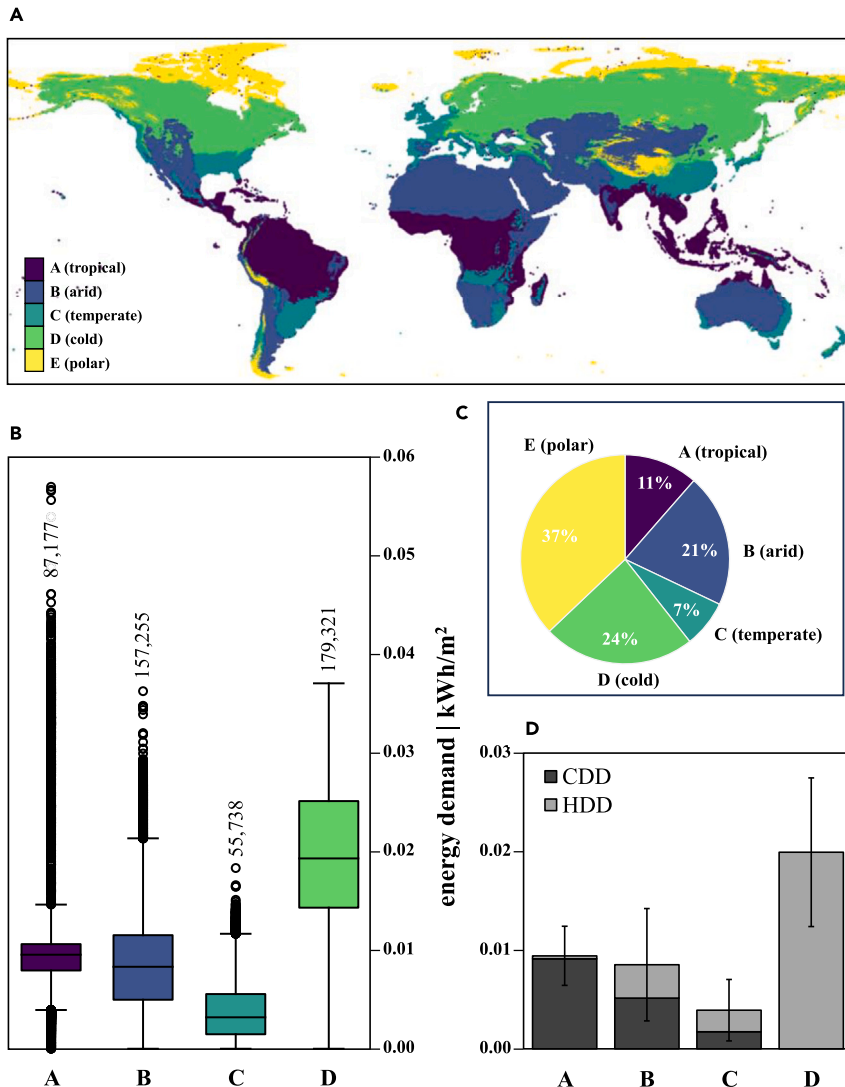 A
A (tropical)
B (arid)
C (temperate)
D (cold)
E (polar)
B
87,177
157,255
55,738
179,321
0.06
0.05
0.04
0.03
0.02
0.01
0.00
energy demand | kWh/m²
A
B
C
D
C
E (polar)
A (tropical)
11%
37%
21%
B (arid)
7%
C (temperate)
24%
D (cold)
D
0.03
0.02
0.01
0.00
CDD
HDD
A
B
C
D